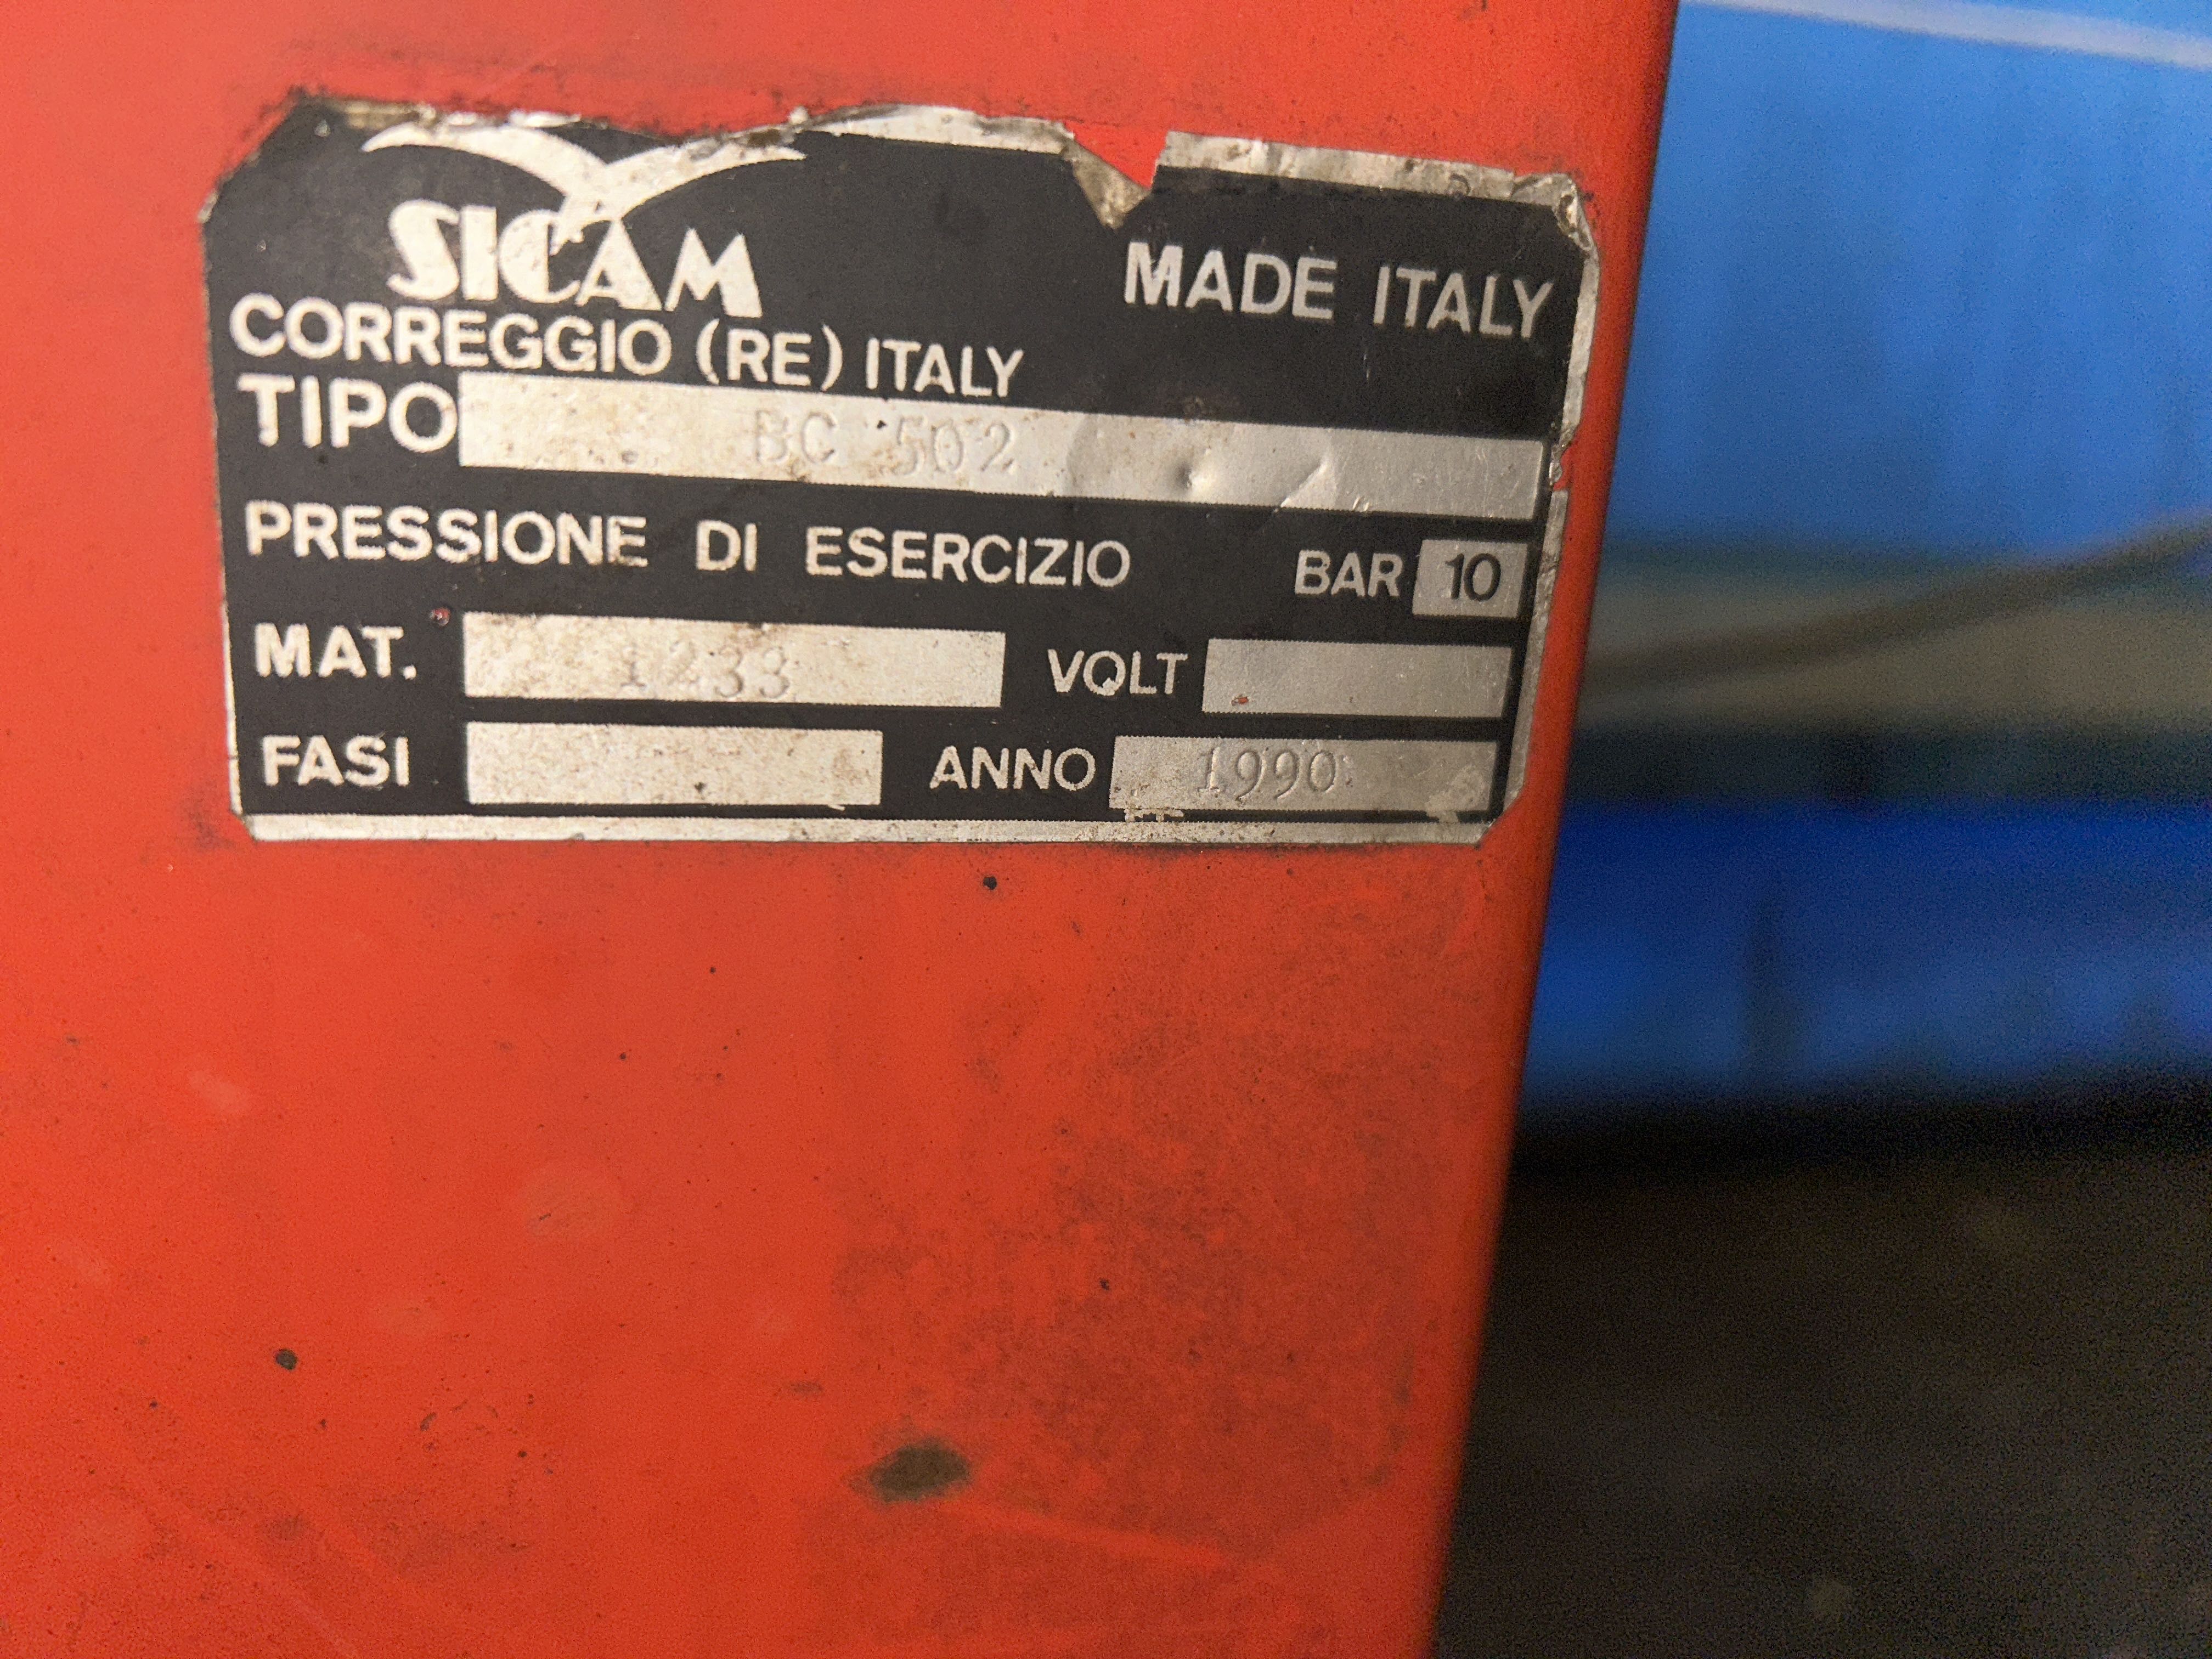 SICAM
MADE ITALY
CORREGGIO (RE) ITALY
TIPO BC 502
PRESSIONE DI ESERCIZIO BAR 10
MAT. 1233 VOLT
FASI ANNO 1990